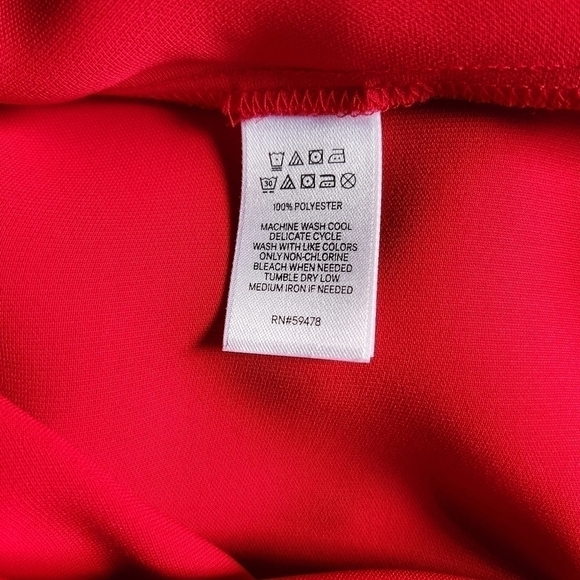 30
100% POLYESTER
MACHINE WASH COOL
DELICATE CYCLE
WASH WITH LIKE COLORS
ONLY NON-CHLORINE
BLEACH WHEN NEEDED
TUMBLE DRY LOW
MEDIUM IRON IF NEEDED
RN#59478